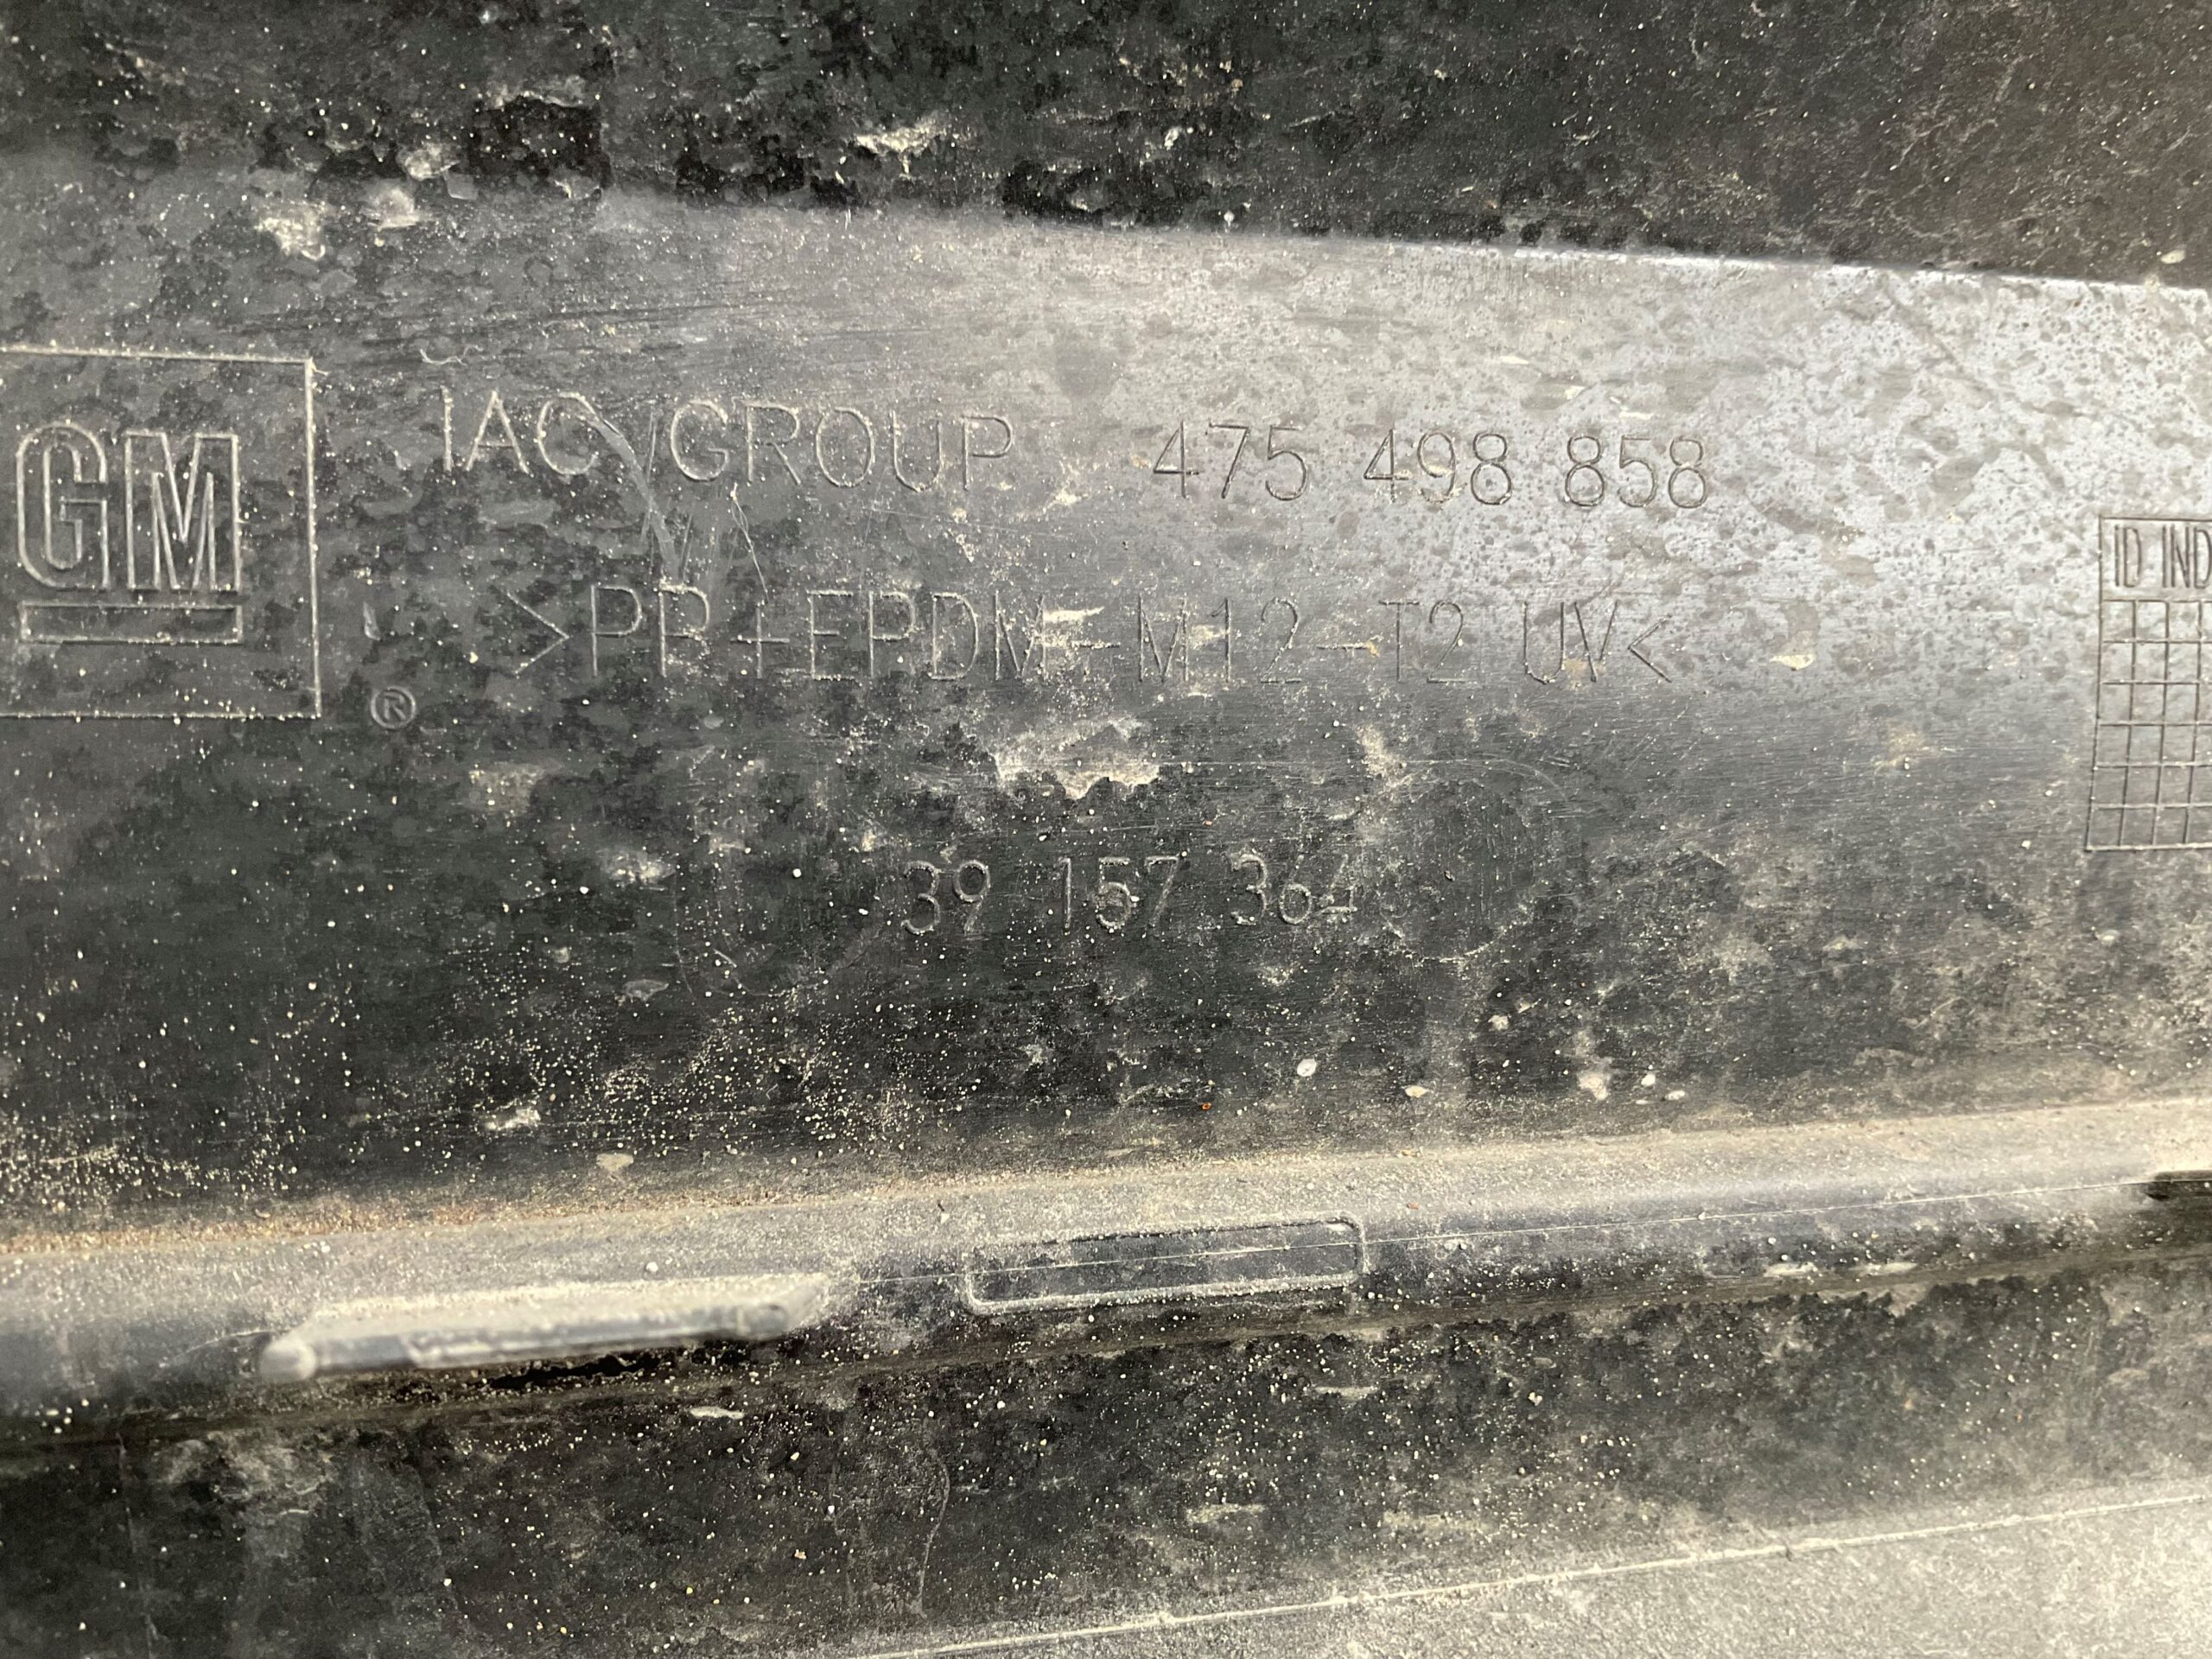 GM
®
IAC GROUP 475 498 858
>PP+EPDM-M12-T2 UV<
ID IND
39 157 364